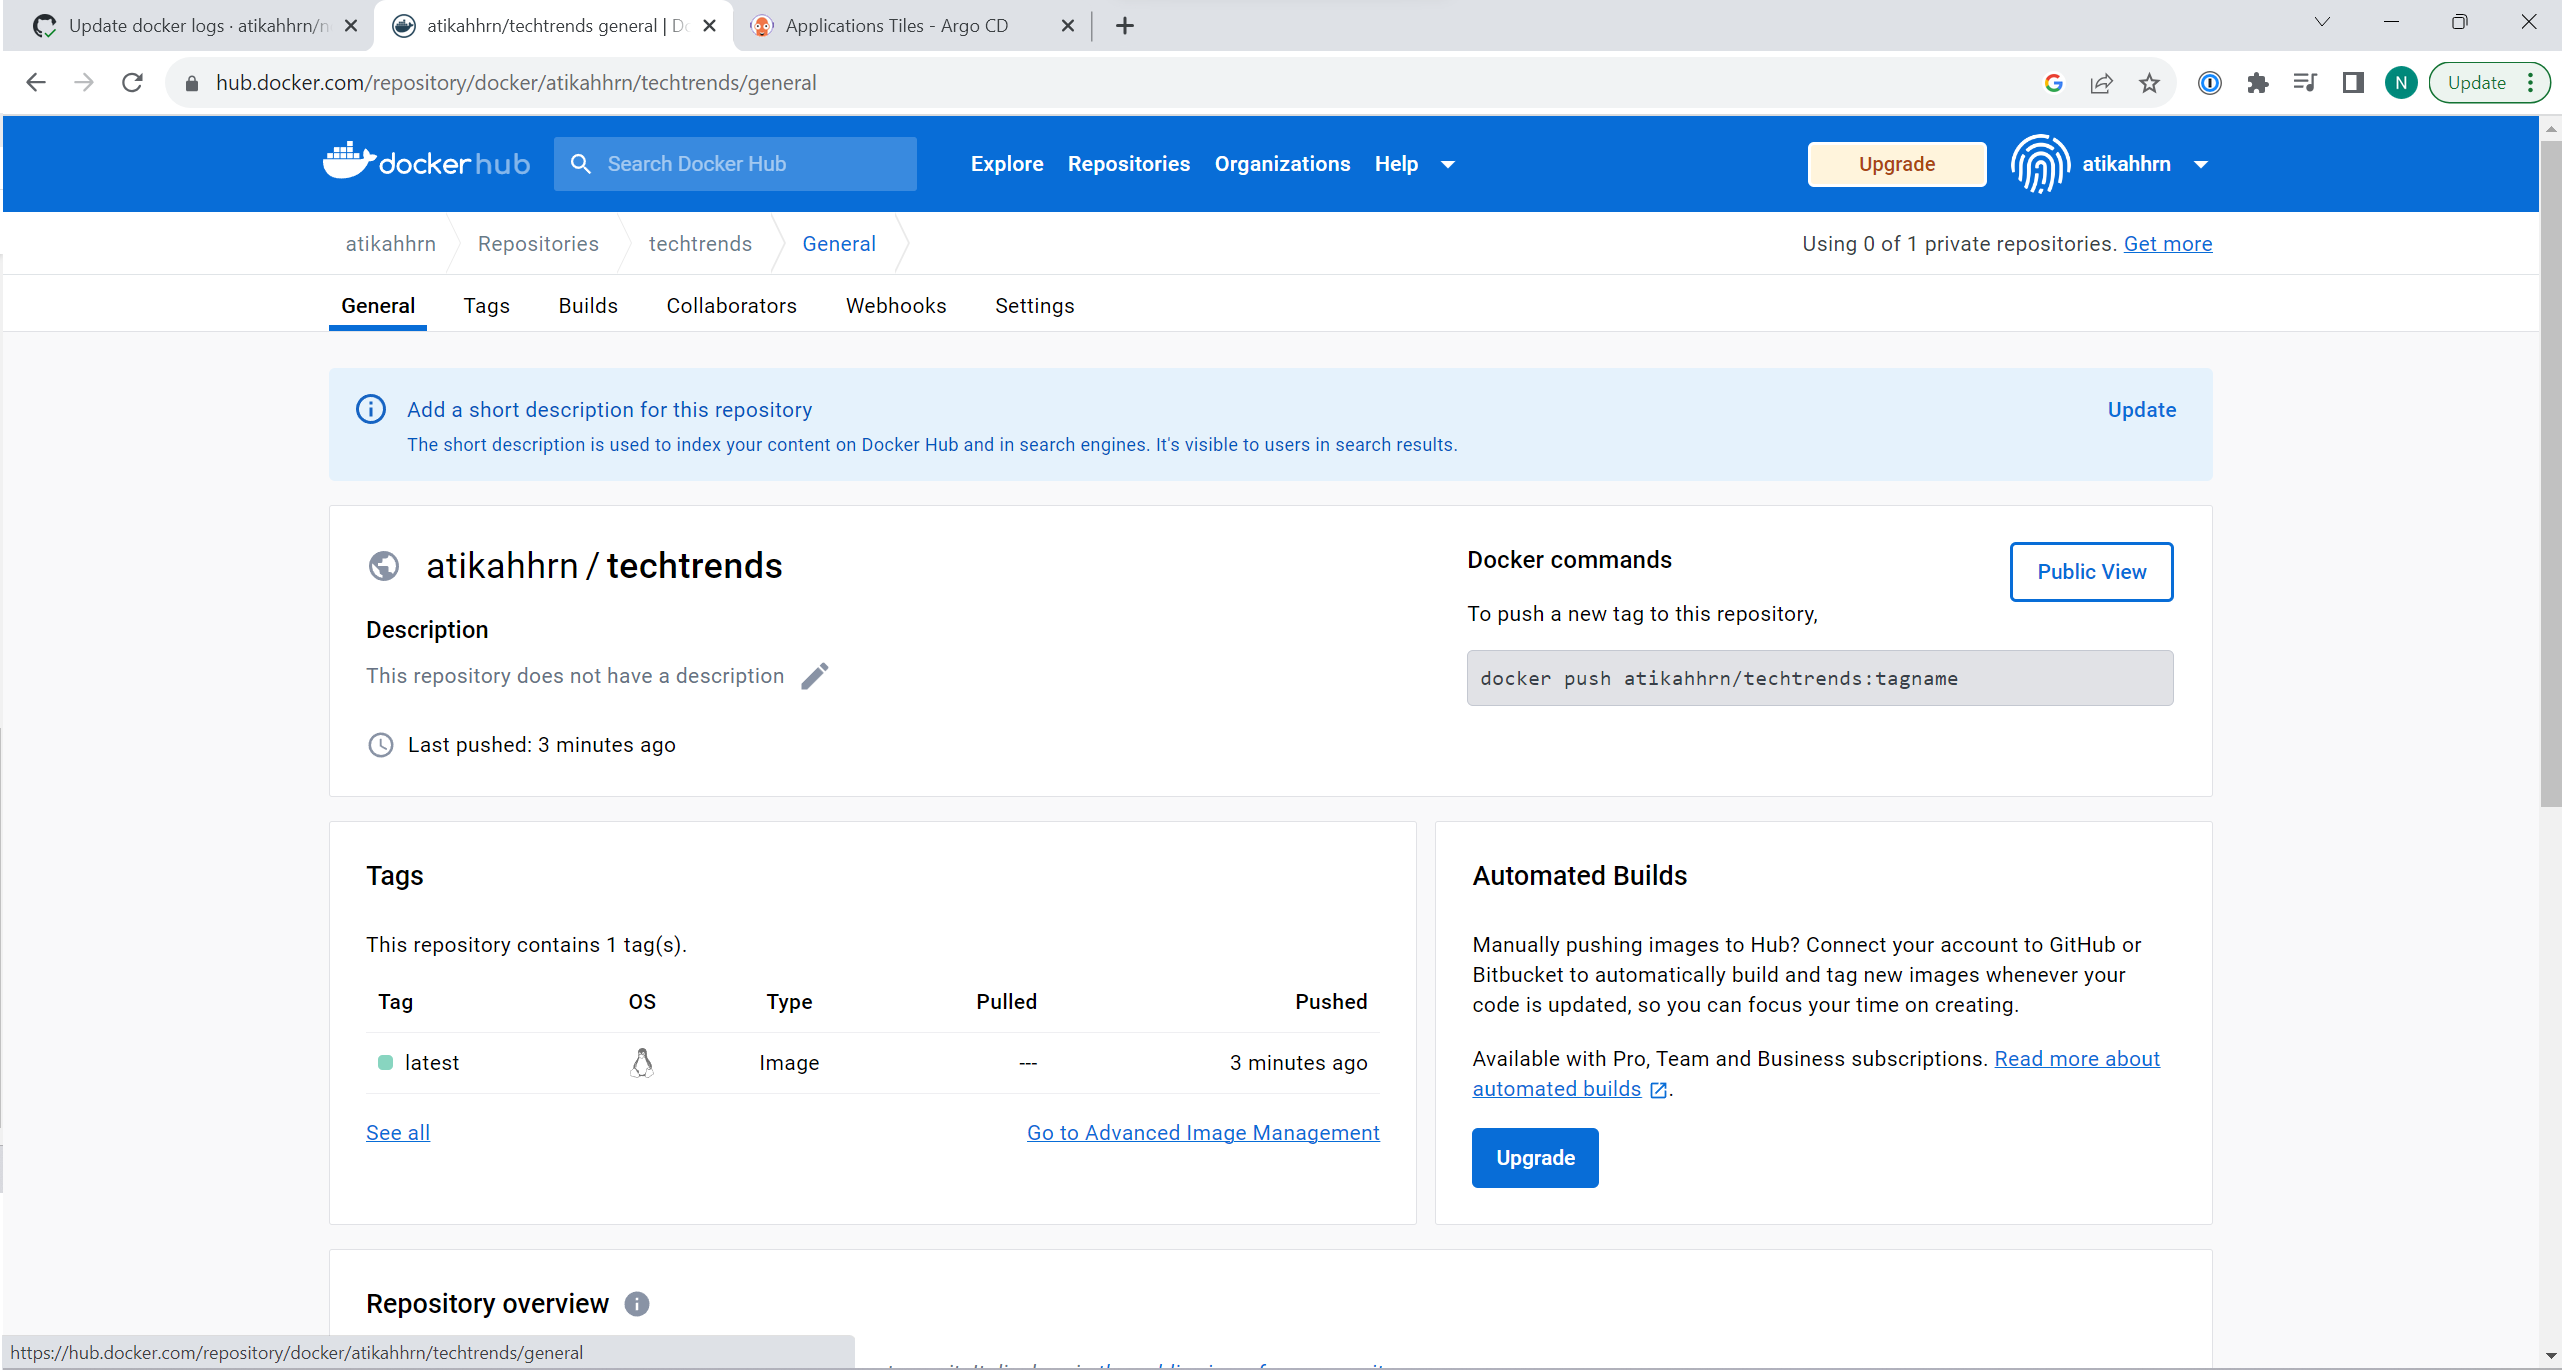 Update docker logs · atikahhrn/n
atikahhrn/techtrends general | Do
Applications Tiles - Argo CD
hub.docker.com/repository/docker/atikahhrn/techtrends/general
N
Update
dockerhub
Search Docker Hub
Explore
Repositories
Organizations
Help
Upgrade
atikahhrn
atikahhrn
Repositories
techtrends
General
Using 0 of 1 private repositories. Get more
General
Tags
Builds
Collaborators
Webhooks
Settings
Add a short description for this repository
Update
The short description is used to index your content on Docker Hub and in search engines. It's visible to users in search results.
atikahhrn / techtrends
Description
This repository does not have a description
Last pushed: 3 minutes ago
Docker commands
Public View
To push a new tag to this repository,
docker push atikahhrn/techtrends:tagname
Tags
This repository contains 1 tag(s).
Tag OS Type Pulled Pushed
latest Image --- 3 minutes ago
See all
Go to Advanced Image Management
Automated Builds
Manually pushing images to Hub? Connect your account to GitHub or
Bitbucket to automatically build and tag new images whenever your
code is updated, so you can focus your time on creating.
Available with Pro, Team and Business subscriptions. Read more about
automated builds .
Upgrade
Repository overview
https://hub.docker.com/repository/docker/atikahhrn/techtrends/general